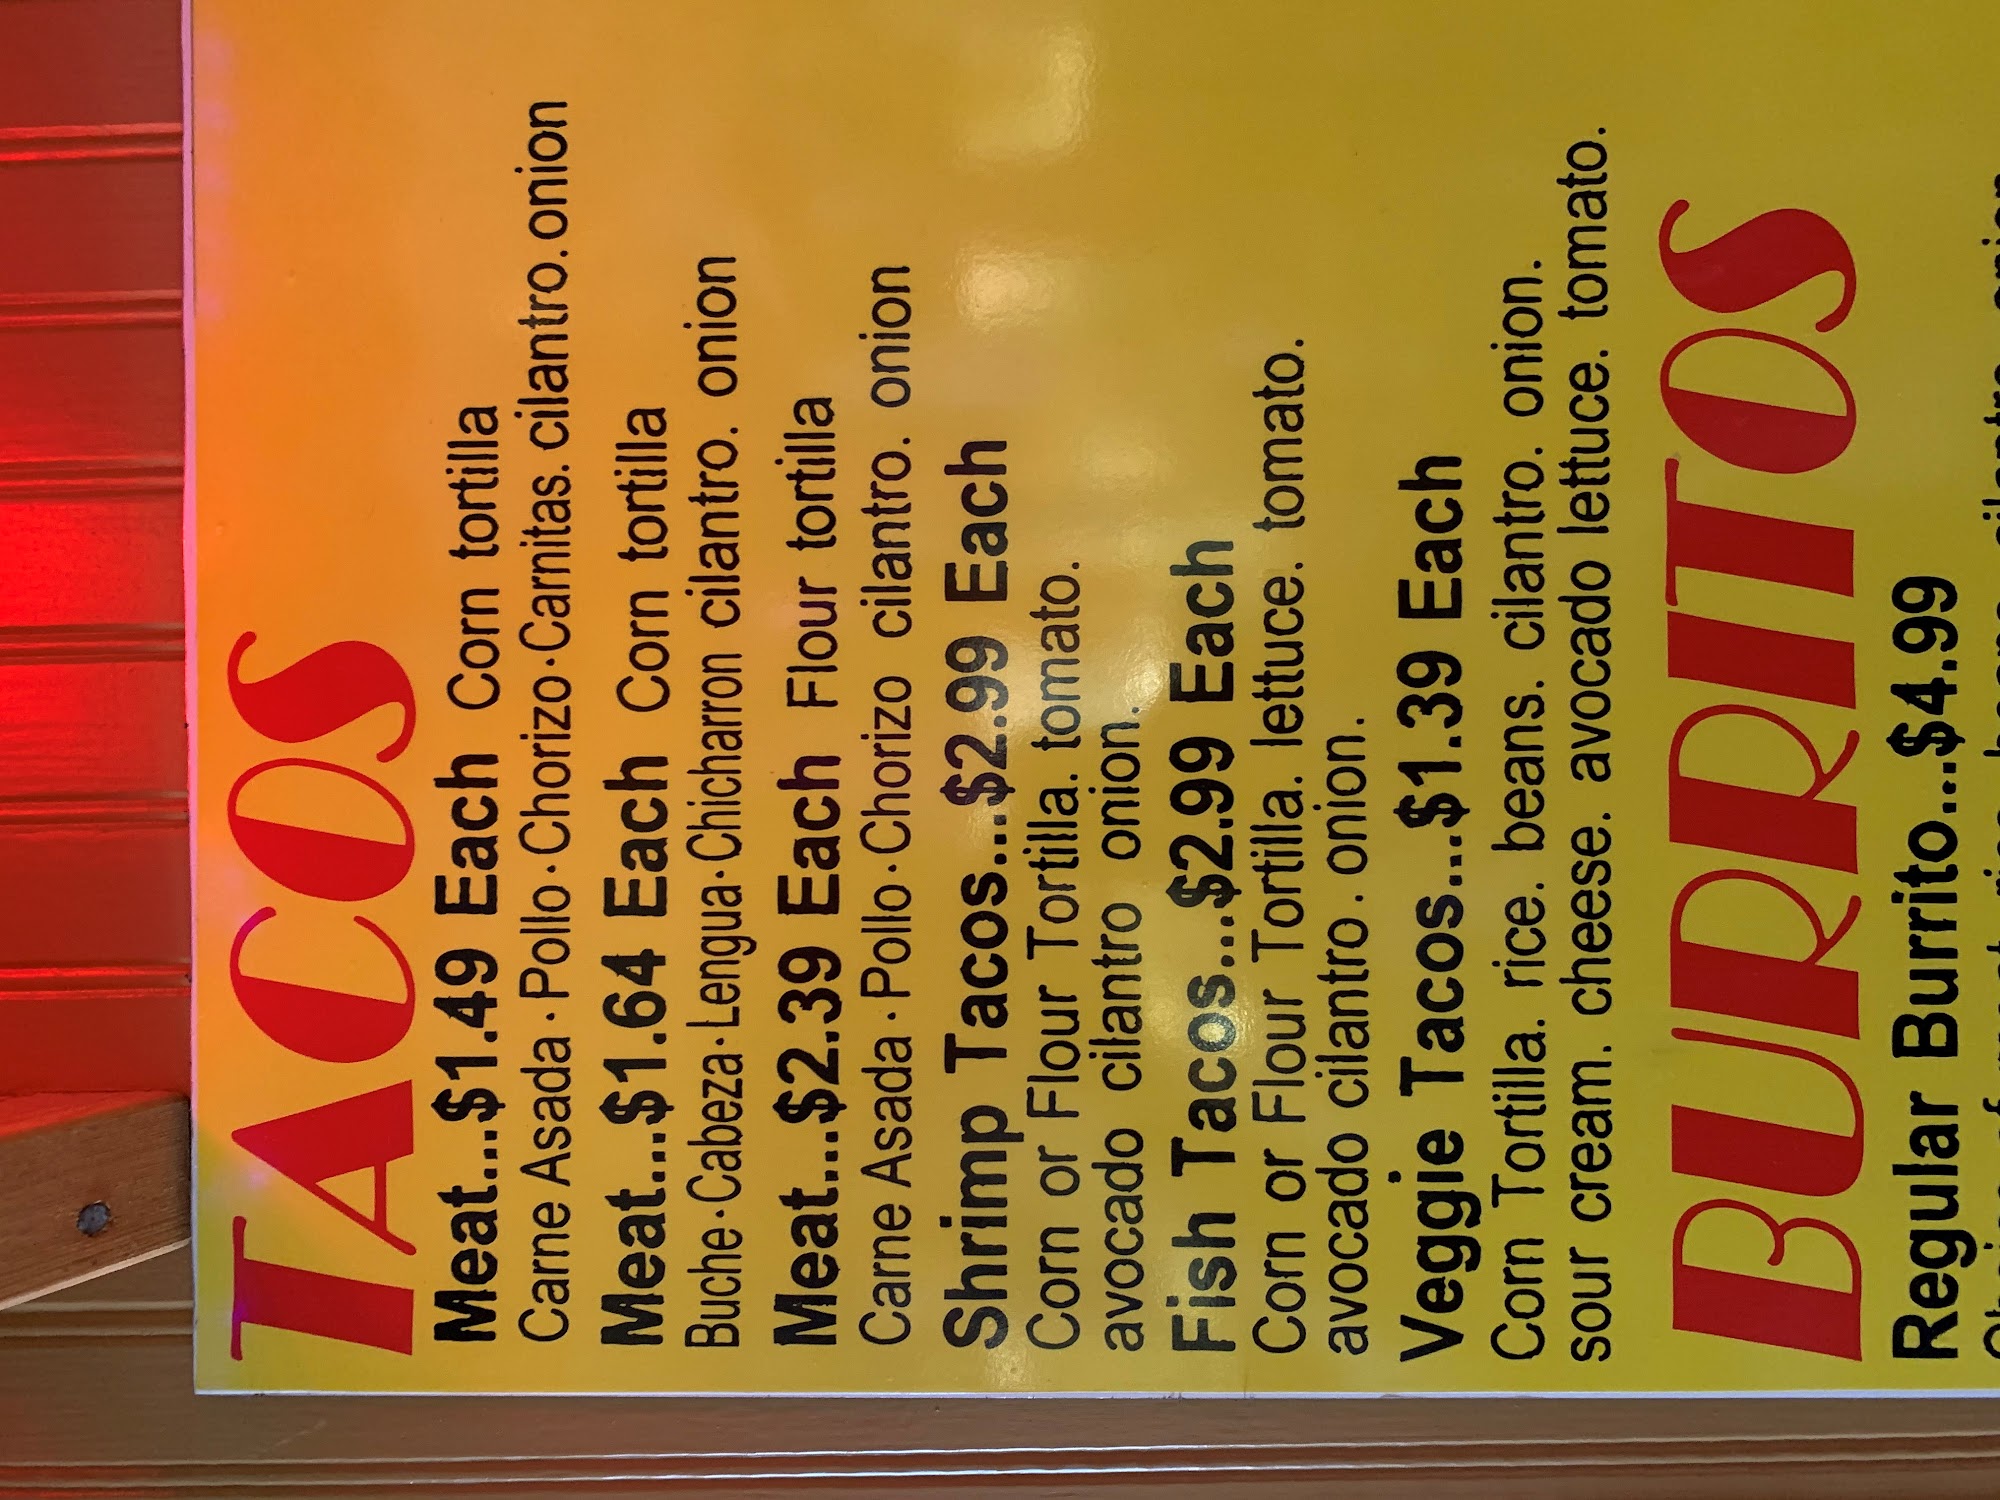 TACOS
Meat...$1.49 Each Corn tortilla
Carne Asada · Pollo · Chorizo · Carnitas. cilantro. onion
Meat...$1.64 Each Corn tortilla
Buche · Cabeza · Lengua · Chicharron cilantro. onion
Meat...$2.39 Each Flour tortilla
Carne Asada · Pollo · Chorizo cilantro. onion
Shrimp Tacos...$2.99 Each
Corn or Flour Tortilla. tomato.
avocado cilantro onion.
Fish Tacos...$2.99 Each
Corn or Flour Tortilla. lettuce. tomato.
avocado cilantro. onion.
Veggie Tacos...$1.39 Each
Corn Tortilla. rice. beans. cilantro. onion.
sour cream. cheese. avocado lettuce. tomato.
BURRITOS
Regular Burrito...$4.99